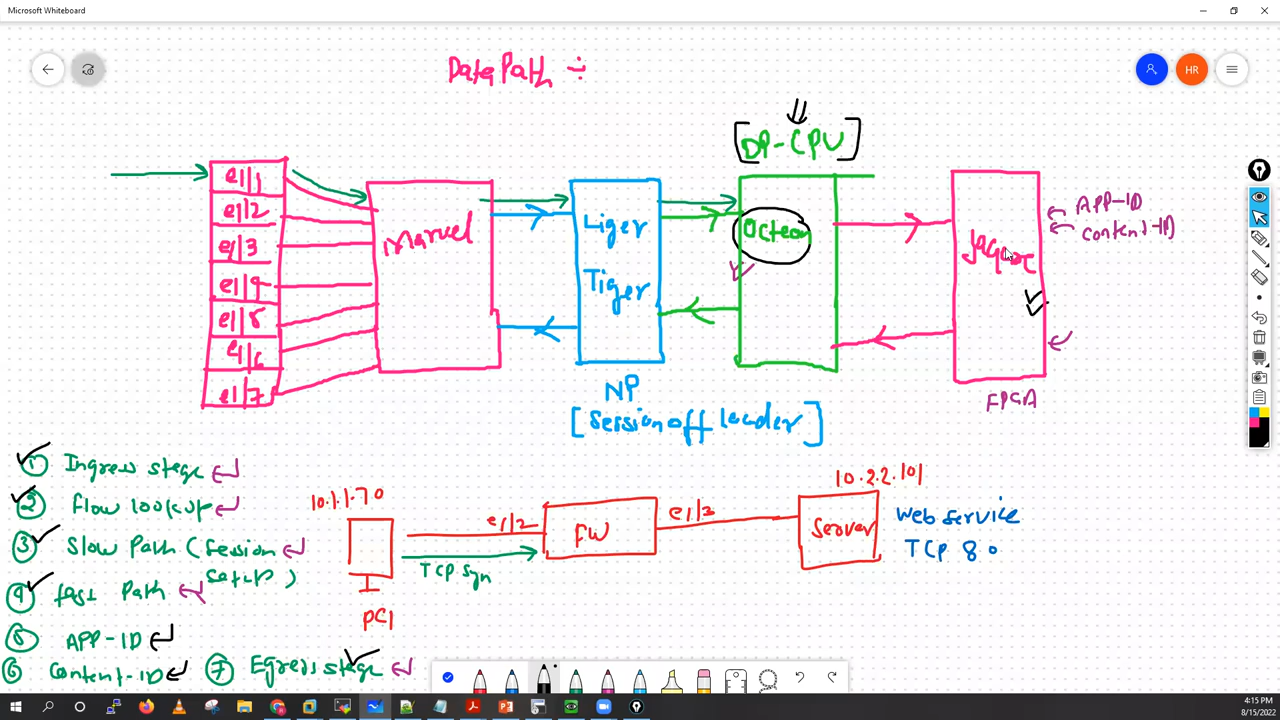 Microsoft Whiteboard
HR
DataPath ÷
[DP-CPU]
e1/1
e1/2
e1/3
e1/4
e1/5
e1/6
e1/7
Marvel
Liger
Tiger
Octeon
Jaguar
APP-ID
content-ID
NP
[Session off loader]
FPGA
① Ingress stage
② flow lookup
③ Slow Path (Session
setup)
④ fast Path
⑤ APP-ID
⑥ Content-ID
⑦ Egress stage
10.1.1.70
PC1
e1/2
TCP Syn
FW
e1/3
10.2.2.101
Server
Web service
TCP 80
4:15 PM
8/15/2022